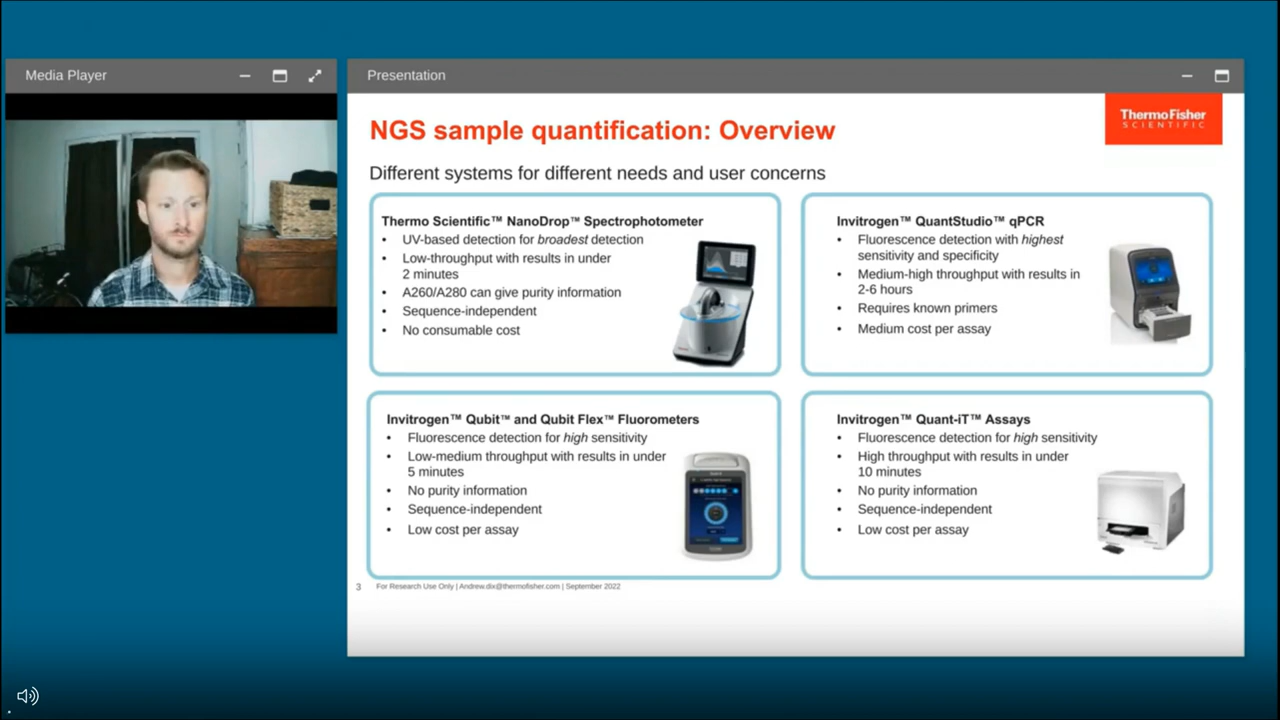 Media Player
Presentation
ThermoFisher
SCIENTIFIC
NGS sample quantification: Overview
Different systems for different needs and user concerns
Thermo Scientific™ NanoDrop™ Spectrophotometer
• UV-based detection for broadest detection
• Low-throughput with results in under
2 minutes
• A260/A280 can give purity information
• Sequence-independent
• No consumable cost
Invitrogen™ QuantStudio™ qPCR
• Fluorescence detection with highest
sensitivity and specificity
• Medium-high throughput with results in
2-6 hours
• Requires known primers
• Medium cost per assay
Invitrogen™ Qubit™ and Qubit Flex™ Fluorometers
• Fluorescence detection for high sensitivity
• Low-medium throughput with results in under
5 minutes
• No purity information
• Sequence-independent
• Low cost per assay
Invitrogen™ Quant-iT™ Assays
• Fluorescence detection for high sensitivity
• High throughput with results in under
10 minutes
• No purity information
• Sequence-independent
• Low cost per assay
3 For Research Use Only | Andrew.dix@thermofisher.com | September 2022